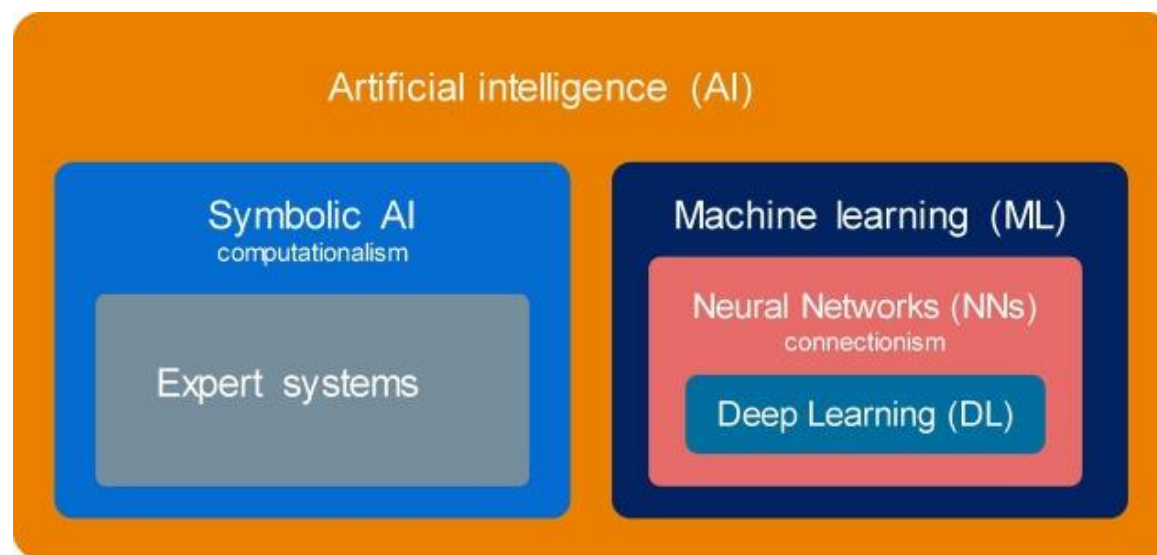 Artificial intelligence (AI)
Symbolic AI
computationalism
Expert systems
Machine learning (ML)
Neural Networks (NNs)
connectionism
Deep Learning (DL)